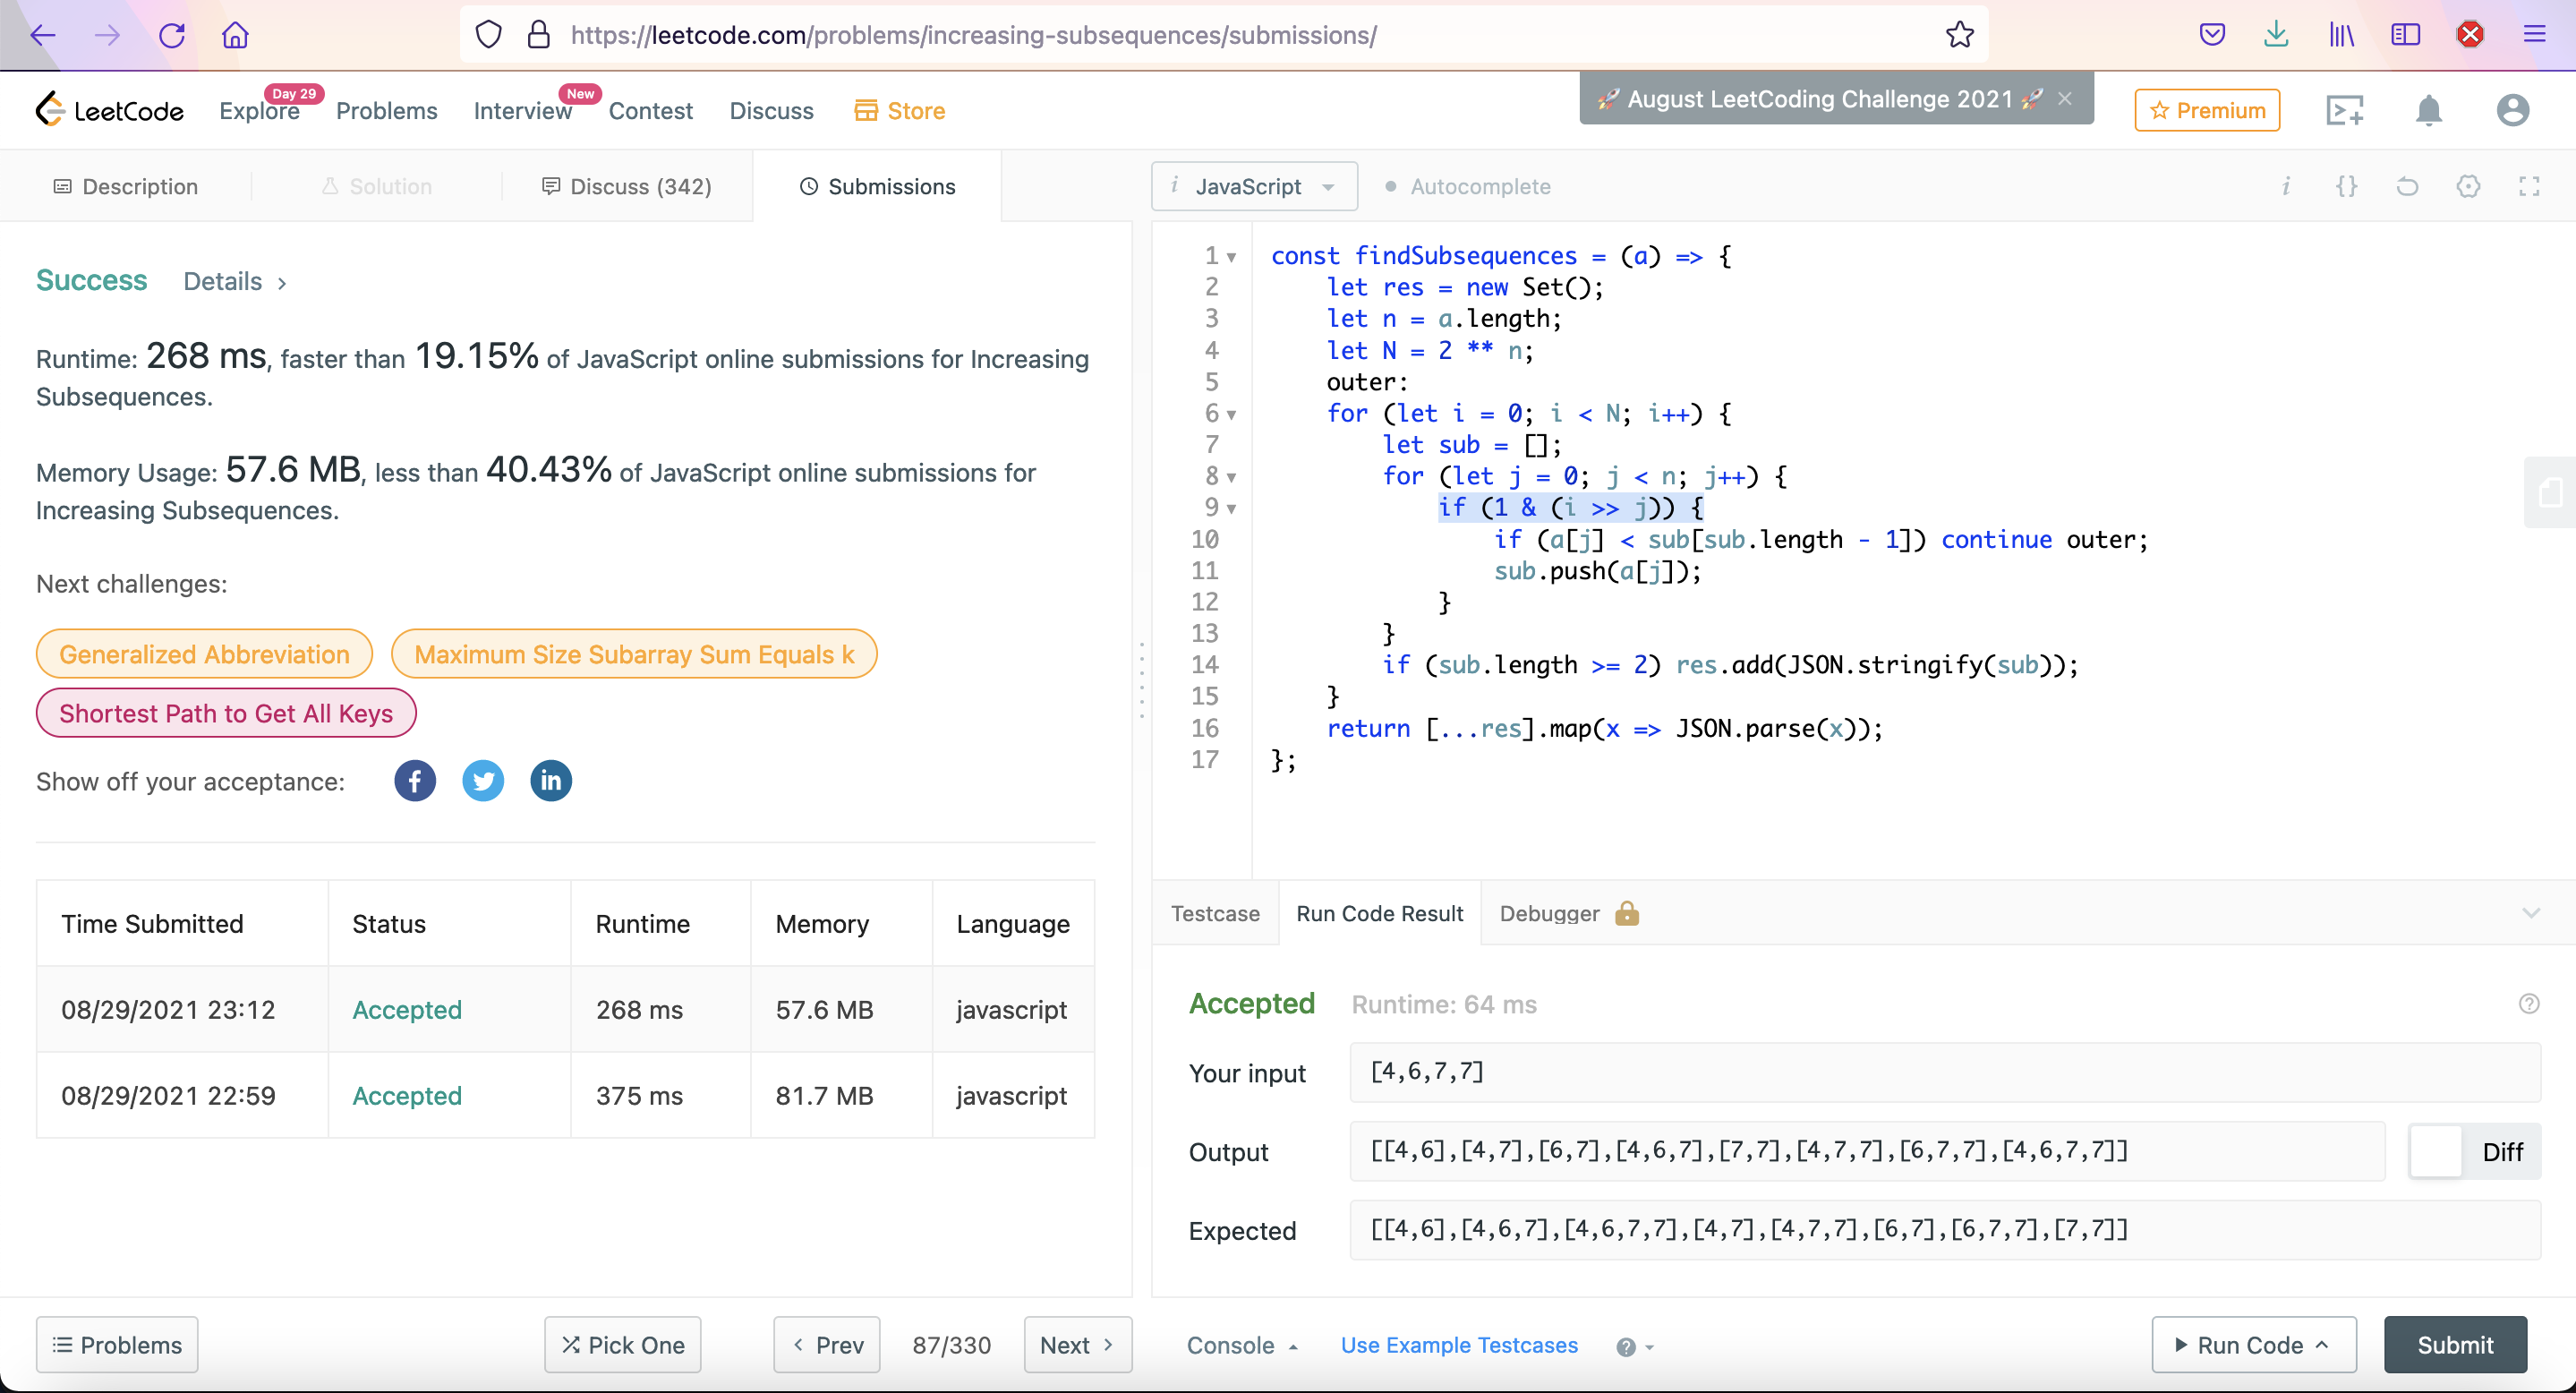 https://leetcode.com/problems/increasing-subsequences/submissions/
LeetCode
Explore
Day 29
Problems
Interview
New
Contest
Discuss
Store
🚀 August LeetCoding Challenge 2021 🚀 ×
Premium
Description
Solution
Discuss (342)
Submissions
Success Details >
Runtime: 268 ms, faster than 19.15% of JavaScript online submissions for Increasing
Subsequences.
Memory Usage: 57.6 MB, less than 40.43% of JavaScript online submissions for
Increasing Subsequences.
Next challenges:
Generalized Abbreviation
Maximum Size Subarray Sum Equals k
Shortest Path to Get All Keys
Show off your acceptance:
Time Submitted Status Runtime Memory Language
08/29/2021 23:12 Accepted 268 ms 57.6 MB javascript
08/29/2021 22:59 Accepted 375 ms 81.7 MB javascript
i JavaScript
Autocomplete
i {}
1 const findSubsequences = (a) => {
2     let res = new Set();
3     let n = a.length;
4     let N = 2 ** n;
5     outer:
6     for (let i = 0; i < N; i++) {
7         let sub = [];
8         for (let j = 0; j < n; j++) {
9             if (1 & (i >> j)) {
10                 if (a[j] < sub[sub.length - 1]) continue outer;
11                 sub.push(a[j]);
12             }
13         }
14         if (sub.length >= 2) res.add(JSON.stringify(sub));
15     }
16     return [...res].map(x => JSON.parse(x));
17 };
Testcase
Run Code Result
Debugger
Accepted Runtime: 64 ms
Your input [4,6,7,7]
Output [[4,6],[4,7],[6,7],[4,6,7],[7,7],[4,7,7],[6,7,7],[4,6,7,7]]
Diff
Expected [[4,6],[4,6,7],[4,6,7,7],[4,7],[4,7,7],[6,7],[6,7,7],[7,7]]
Problems
Pick One
Prev
87/330
Next
Console
Use Example Testcases
Run Code
Submit